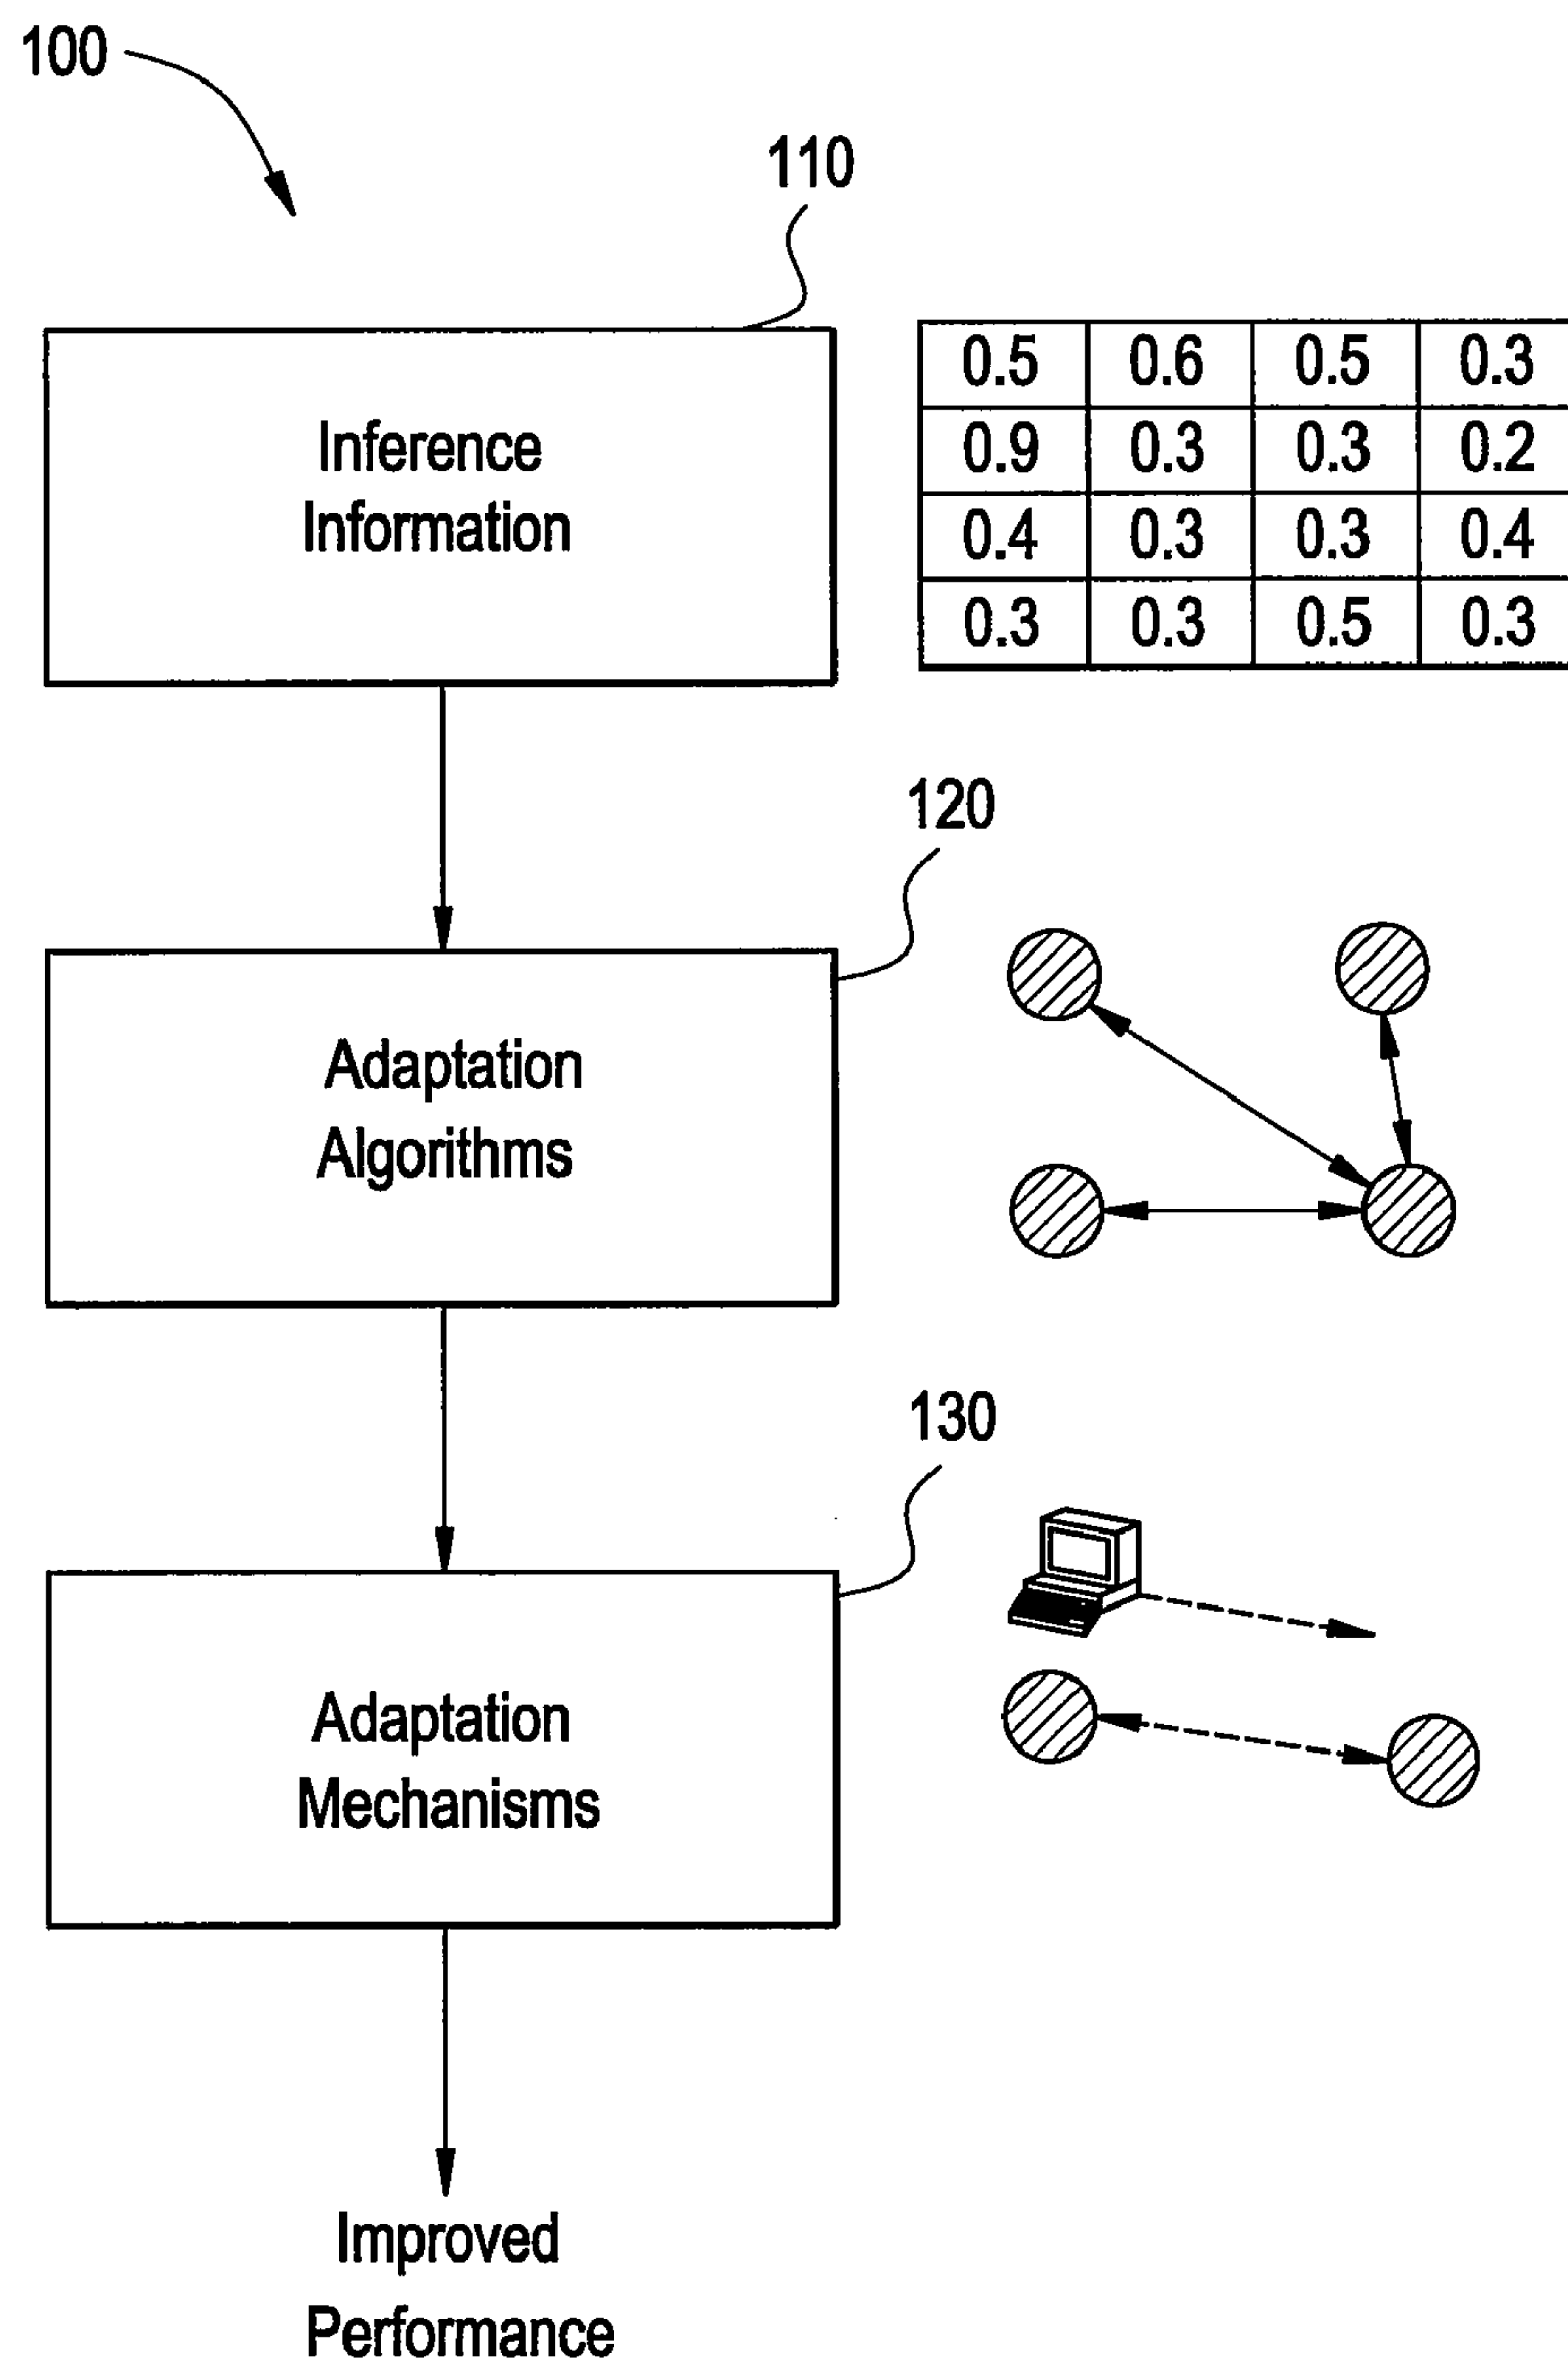 100
110
Inference
Information
0.5 0.6 0.5 0.3
0.9 0.3 0.3 0.2
0.4 0.3 0.3 0.4
0.3 0.3 0.5 0.3
120
Adaptation
Algorithms
130
Adaptation
Mechanisms
Improved
Performance